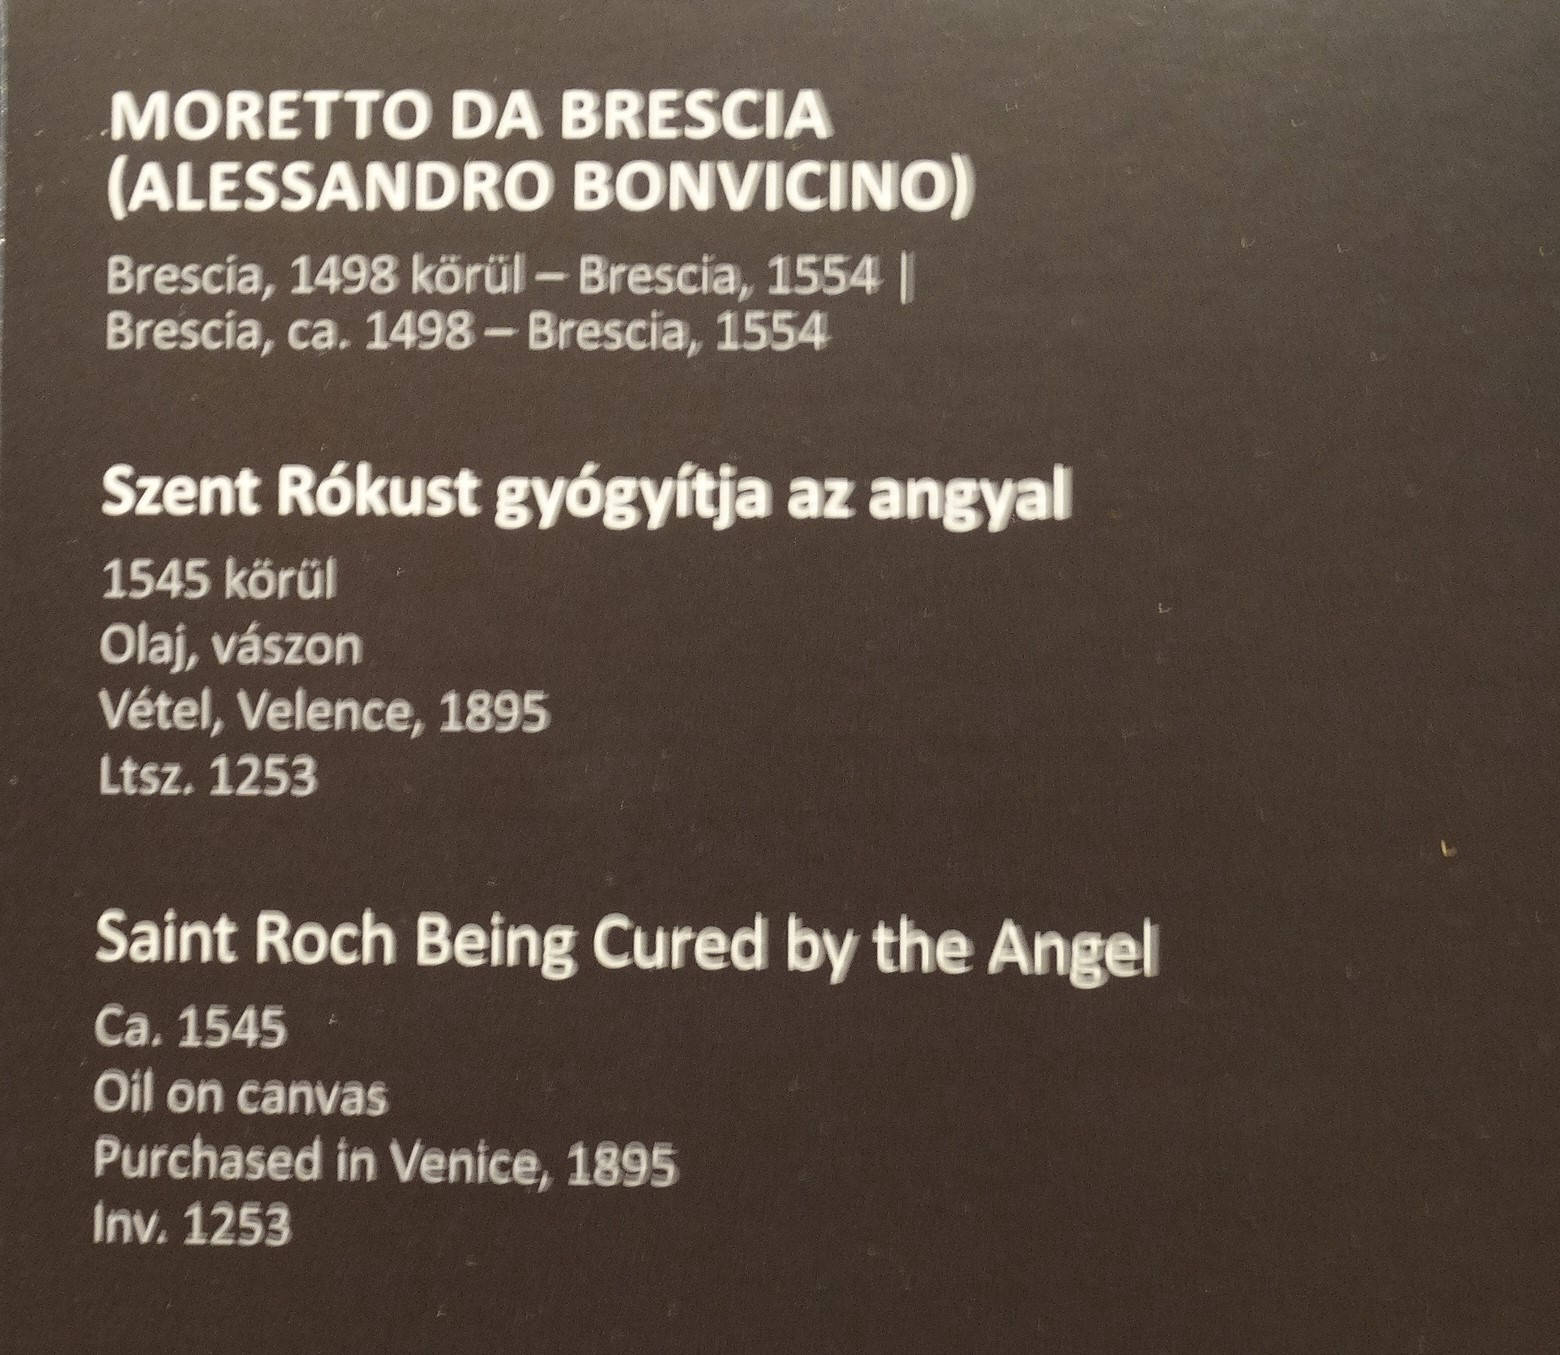 MORETTO DA BRESCIA
(ALESSANDRO BONVICINO)
Brescia, 1498 körül – Brescia, 1554 |
Brescia, ca. 1498 – Brescia, 1554
Szent Rókust gyógyítja az angyal
1545 körül
Olaj, vászon
Vétel, Velence, 1895
Ltsz. 1253
Saint Roch Being Cured by the Angel
Ca. 1545
Oil on canvas
Purchased in Venice, 1895
Inv. 1253